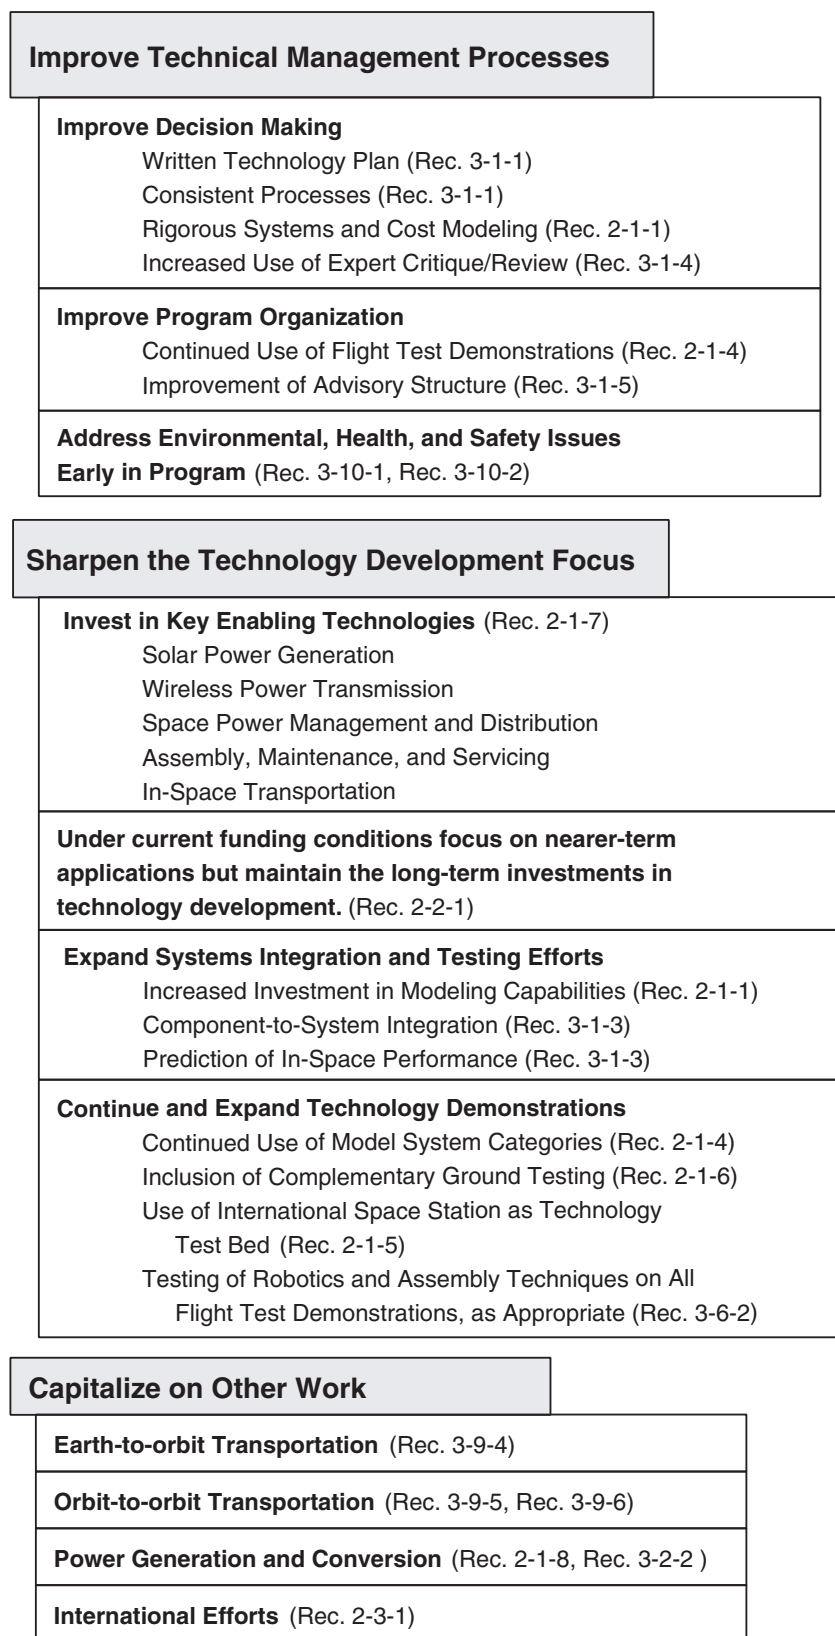 Improve Technical Management Processes
Improve Decision Making
Written Technology Plan (Rec. 3-1-1)
Consistent Processes (Rec. 3-1-1)
Rigorous Systems and Cost Modeling (Rec. 2-1-1)
Increased Use of Expert Critique/Review (Rec. 3-1-4)
Improve Program Organization
Continued Use of Flight Test Demonstrations (Rec. 2-1-4)
Improvement of Advisory Structure (Rec. 3-1-5)
Address Environmental, Health, and Safety Issues
Early in Program (Rec. 3-10-1, Rec. 3-10-2)
Sharpen the Technology Development Focus
Invest in Key Enabling Technologies (Rec. 2-1-7)
Solar Power Generation
Wireless Power Transmission
Space Power Management and Distribution
Assembly, Maintenance, and Servicing
In-Space Transportation
Under current funding conditions focus on nearer-term
applications but maintain the long-term investments in
technology development. (Rec. 2-2-1)
Expand Systems Integration and Testing Efforts
Increased Investment in Modeling Capabilities (Rec. 2-1-1)
Component-to-System Integration (Rec. 3-1-3)
Prediction of In-Space Performance (Rec. 3-1-3)
Continue and Expand Technology Demonstrations
Continued Use of Model System Categories (Rec. 2-1-4)
Inclusion of Complementary Ground Testing (Rec. 2-1-6)
Use of International Space Station as Technology
Test Bed (Rec. 2-1-5)
Testing of Robotics and Assembly Techniques on All
Flight Test Demonstrations, as Appropriate (Rec. 3-6-2)
Capitalize on Other Work
Earth-to-orbit Transportation (Rec. 3-9-4)
Orbit-to-orbit Transportation (Rec. 3-9-5, Rec. 3-9-6)
Power Generation and Conversion (Rec. 2-1-8, Rec. 3-2-2 )
International Efforts (Rec. 2-3-1)